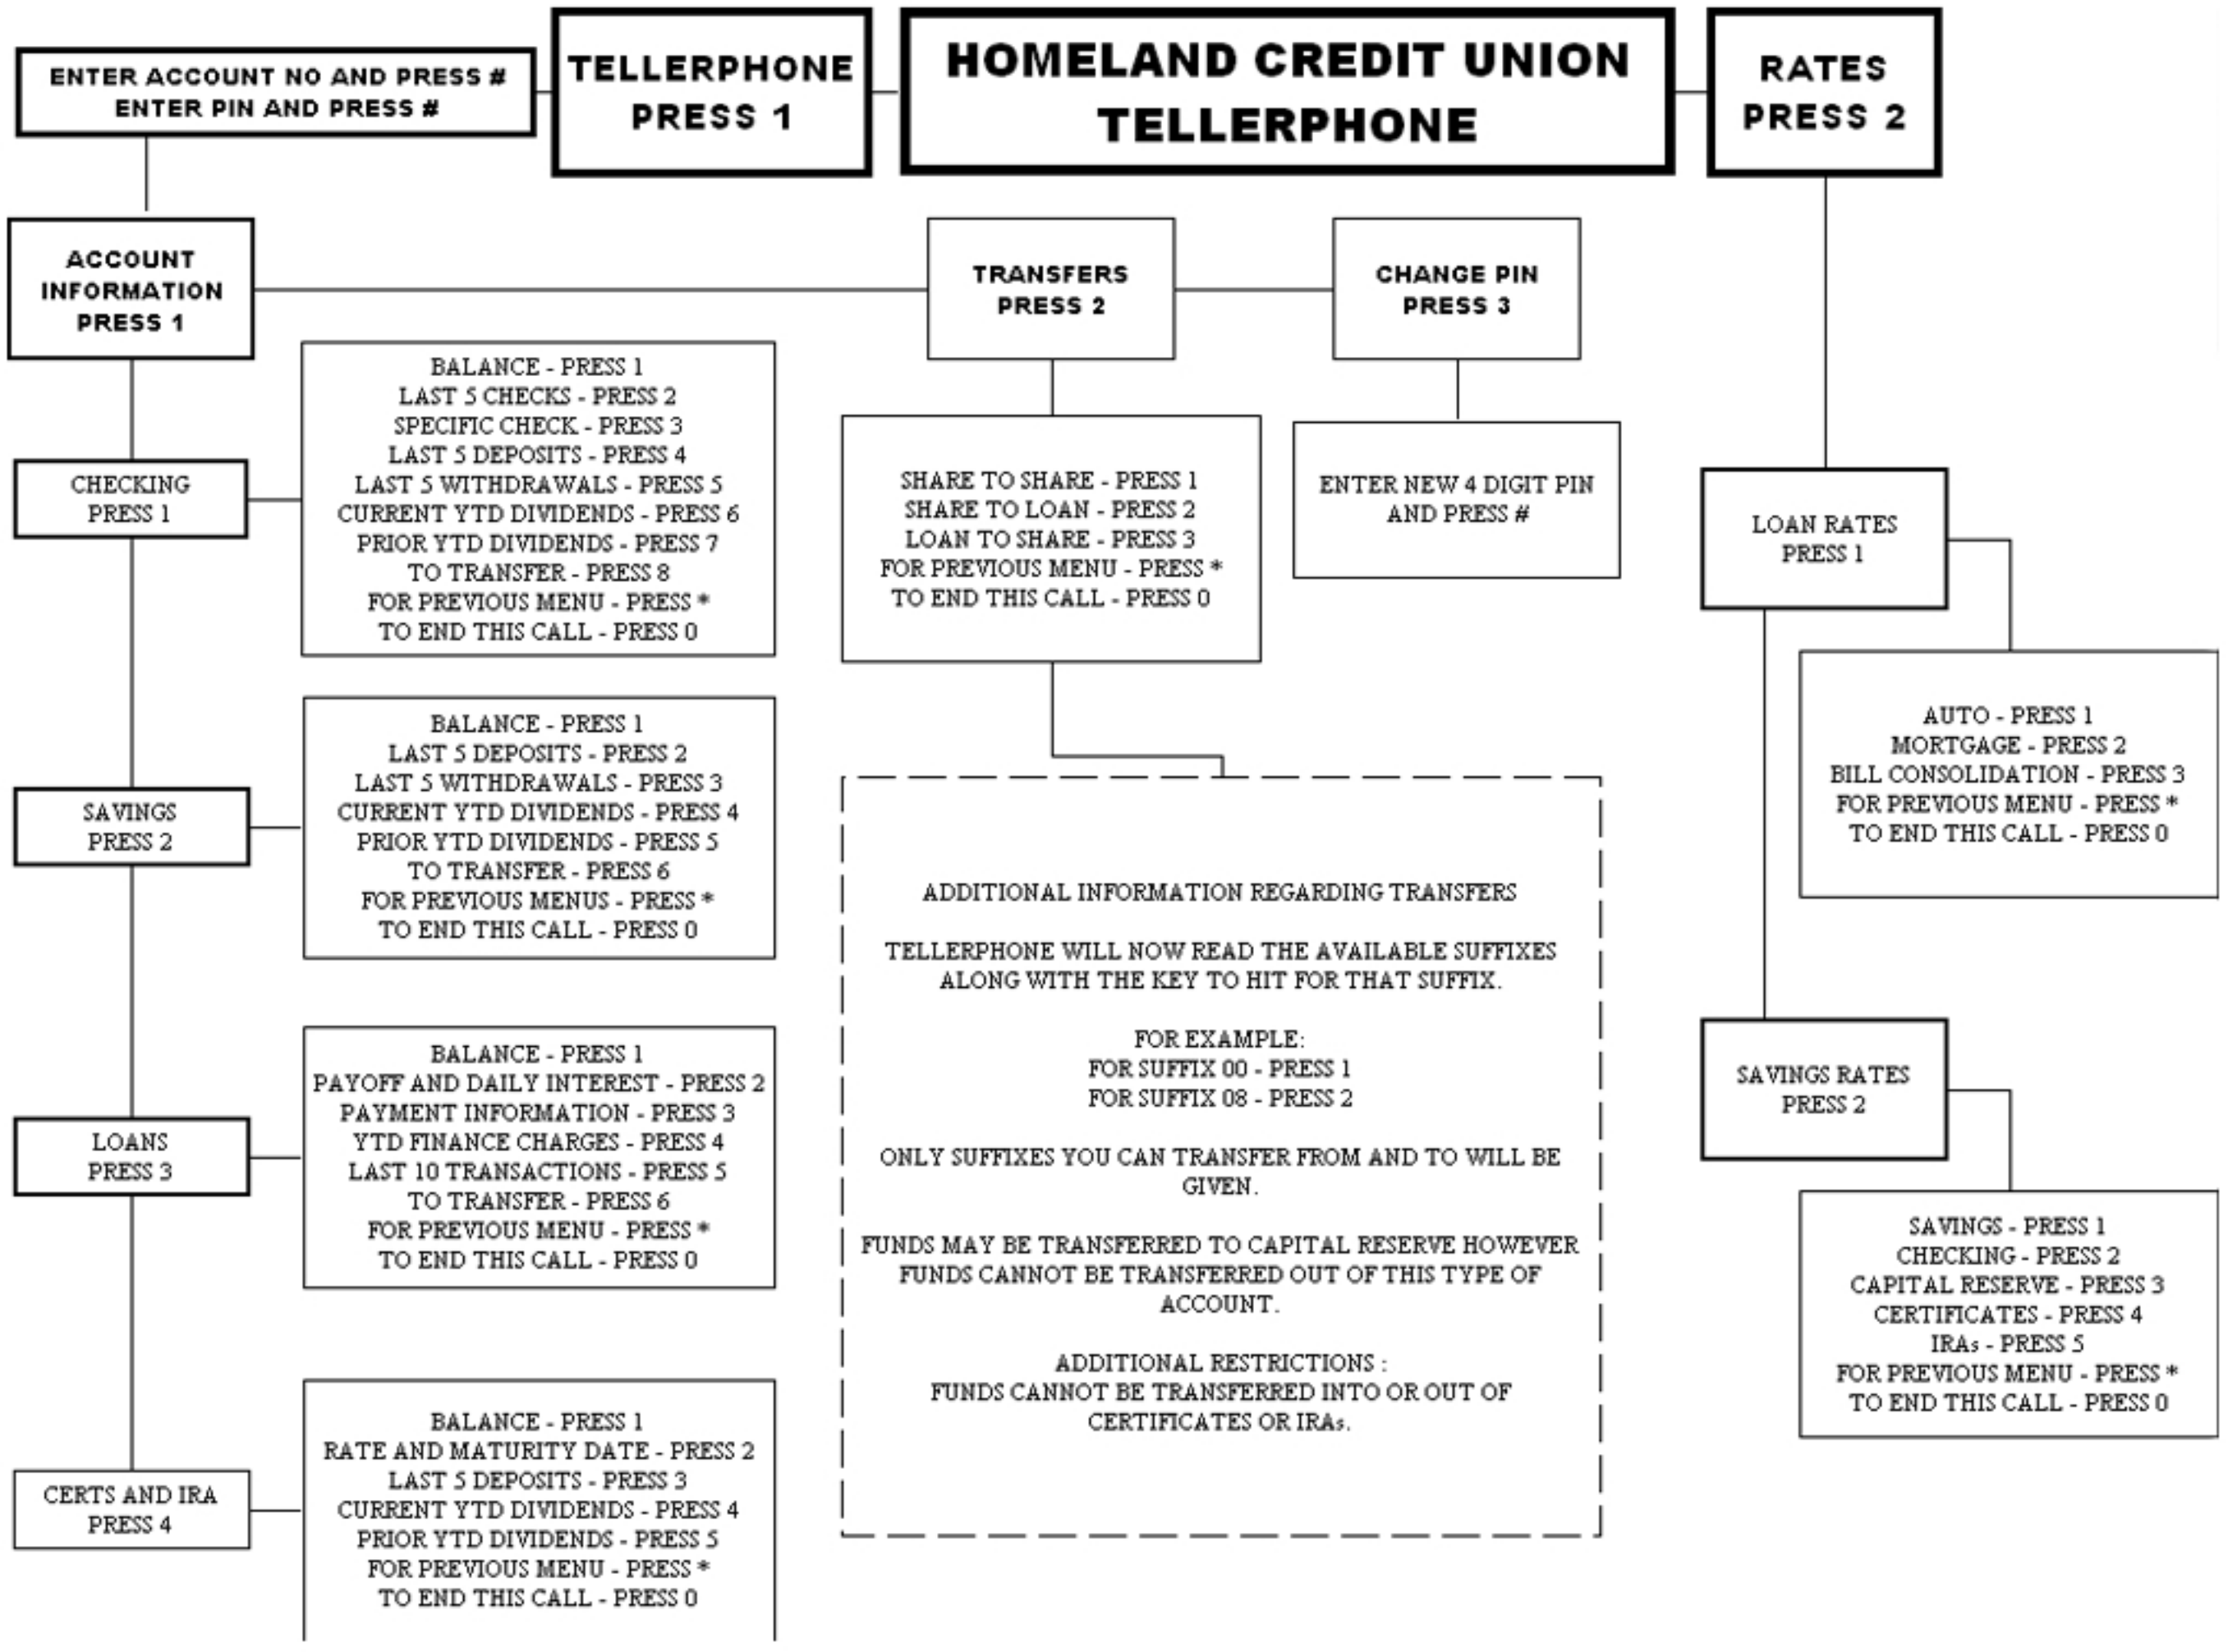 ENTER ACCOUNT NO AND PRESS #
ENTER PIN AND PRESS #
TELLERPHONE
PRESS 1
HOMELAND CREDIT UNION
TELLERPHONE
RATES
PRESS 2
ACCOUNT
INFORMATION
PRESS 1
TRANSFERS
PRESS 2
CHANGE PIN
PRESS 3
CHECKING
PRESS 1
BALANCE - PRESS 1
LAST 5 CHECKS - PRESS 2
SPECIFIC CHECK - PRESS 3
LAST 5 DEPOSITS - PRESS 4
LAST 5 WITHDRAWALS - PRESS 5
CURRENT YTD DIVIDENDS - PRESS 6
PRIOR YTD DIVIDENDS - PRESS 7
TO TRANSFER - PRESS 8
FOR PREVIOUS MENU - PRESS *
TO END THIS CALL - PRESS 0
SAVINGS
PRESS 2
BALANCE - PRESS 1
LAST 5 DEPOSITS - PRESS 2
LAST 5 WITHDRAWALS - PRESS 3
CURRENT YTD DIVIDENDS - PRESS 4
PRIOR YTD DIVIDENDS - PRESS 5
TO TRANSFER - PRESS 6
FOR PREVIOUS MENUS - PRESS *
TO END THIS CALL - PRESS 0
LOANS
PRESS 3
BALANCE - PRESS 1
PAYOFF AND DAILY INTEREST - PRESS 2
PAYMENT INFORMATION - PRESS 3
YTD FINANCE CHARGES - PRESS 4
LAST 10 TRANSACTIONS - PRESS 5
TO TRANSFER - PRESS 6
FOR PREVIOUS MENU - PRESS *
TO END THIS CALL - PRESS 0
CERTS AND IRA
PRESS 4
BALANCE - PRESS 1
RATE AND MATURITY DATE - PRESS 2
LAST 5 DEPOSITS - PRESS 3
CURRENT YTD DIVIDENDS - PRESS 4
PRIOR YTD DIVIDENDS - PRESS 5
FOR PREVIOUS MENU - PRESS *
TO END THIS CALL - PRESS 0
SHARE TO SHARE - PRESS 1
SHARE TO LOAN - PRESS 2
LOAN TO SHARE - PRESS 3
FOR PREVIOUS MENU - PRESS *
TO END THIS CALL - PRESS 0
ADDITIONAL INFORMATION REGARDING TRANSFERS
TELLERPHONE WILL NOW READ THE AVAILABLE SUFFIXES
ALONG WITH THE KEY TO HIT FOR THAT SUFFIX.
FOR EXAMPLE:
FOR SUFFIX 00 - PRESS 1
FOR SUFFIX 08 - PRESS 2
ONLY SUFFIXES YOU CAN TRANSFER FROM AND TO WILL BE
GIVEN.
FUNDS MAY BE TRANSFERRED TO CAPITAL RESERVE HOWEVER
FUNDS CANNOT BE TRANSFERRED OUT OF THIS TYPE OF
ACCOUNT.
ADDITIONAL RESTRICTIONS :
FUNDS CANNOT BE TRANSFERRED INTO OR OUT OF
CERTIFICATES OR IRAs.
ENTER NEW 4 DIGIT PIN
AND PRESS #
LOAN RATES
PRESS 1
AUTO - PRESS 1
MORTGAGE - PRESS 2
BILL CONSOLIDATION - PRESS 3
FOR PREVIOUS MENU - PRESS *
TO END THIS CALL - PRESS 0
SAVINGS RATES
PRESS 2
SAVINGS - PRESS 1
CHECKING - PRESS 2
CAPITAL RESERVE - PRESS 3
CERTIFICATES - PRESS 4
IRAs - PRESS 5
FOR PREVIOUS MENU - PRESS *
TO END THIS CALL - PRESS 0